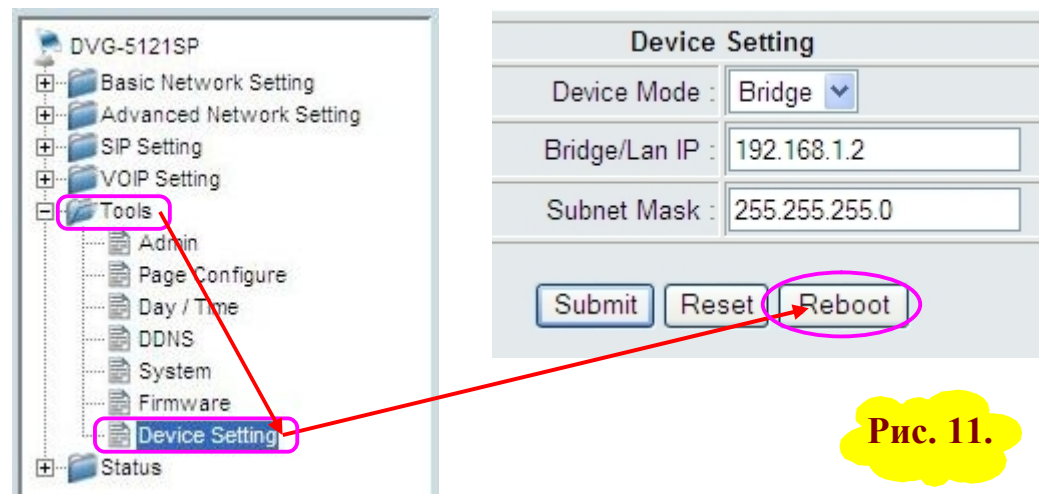 DVG-5121SP
Basic Network Setting
Advanced Network Setting
SIP Setting
VOIP Setting
Tools
Admin
Page Configure
Day / Time
DDNS
System
Firmware
Device Setting
Status
Device Setting
Device Mode : Bridge
Bridge/Lan IP : 192.168.1.2
Subnet Mask : 255.255.255.0
Submit Reset Reboot
Рис. 11.